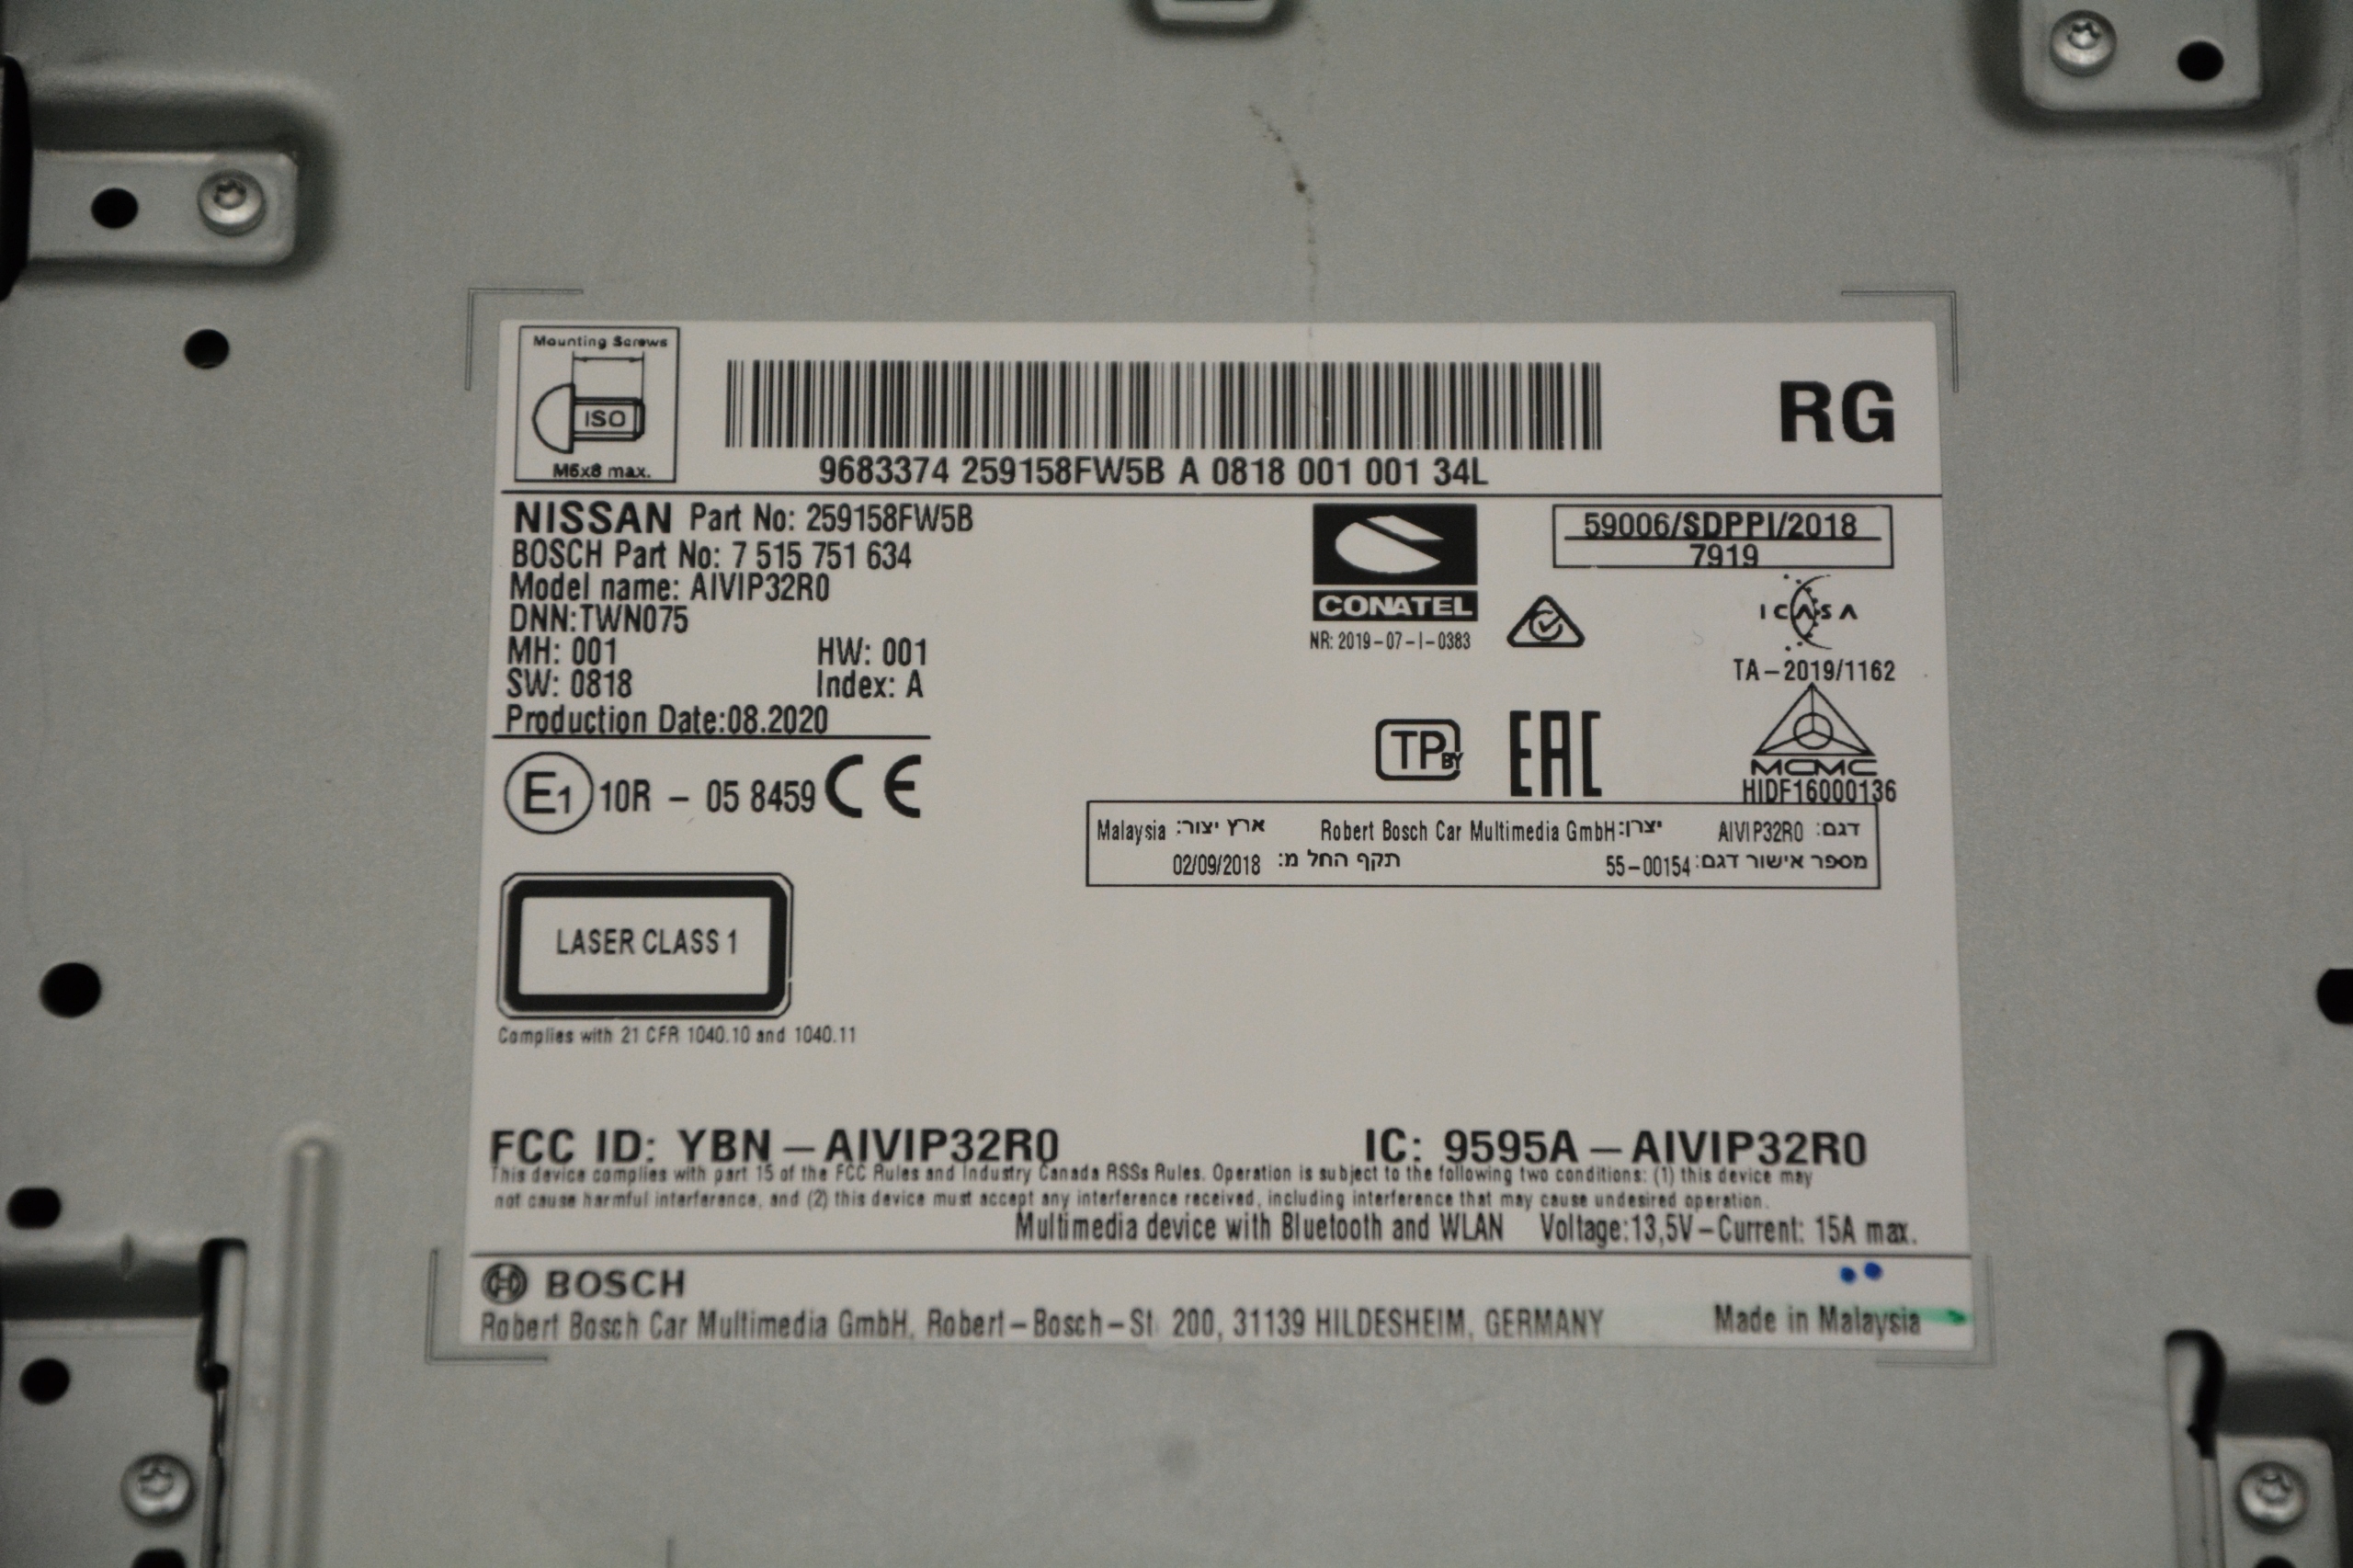 Mounting Screws
ISO
M6x8 max.
RG
9683374 259158FW5B A 0818 001 001 34L
NISSAN Part No: 259158FW5B
BOSCH Part No: 7 515 751 634
Model name: AIVIP32R0
DNN:TWN075
MH: 001 HW: 001
SW: 0818 Index: A
Production Date:08.2020
E1 10R - 05 8459 CE
CONATEL
NR: 2019-07-I-0383
59006/SDPPI/2018
7919
ICASA
TA-2019/1162
TP BY
EAC
MCMC
HIDF16000136
דגם: AIVIP32R0 יצרן: Robert Bosch Car Multimedia GmbH ארץ יצור: Malaysia
מספר אישור דגם: 55-00154 תקף החל מ: 02/09/2018
LASER CLASS 1
Complies with 21 CFR 1040.10 and 1040.11
FCC ID: YBN-AIVIP32R0 IC: 9595A-AIVIP32R0
This device complies with part 15 of the FCC Rules and Industry Canada RSSs Rules. Operation is subject to the following two conditions: (1) this device may
not cause harmful interference, and (2) this device must accept any interference received, including interference that may cause undesired operation.
Multimedia device with Bluetooth and WLAN Voltage:13,5V-Current: 15A max.
BOSCH
Robert Bosch Car Multimedia GmbH, Robert-Bosch-St. 200, 31139 HILDESHEIM, GERMANY Made in Malaysia